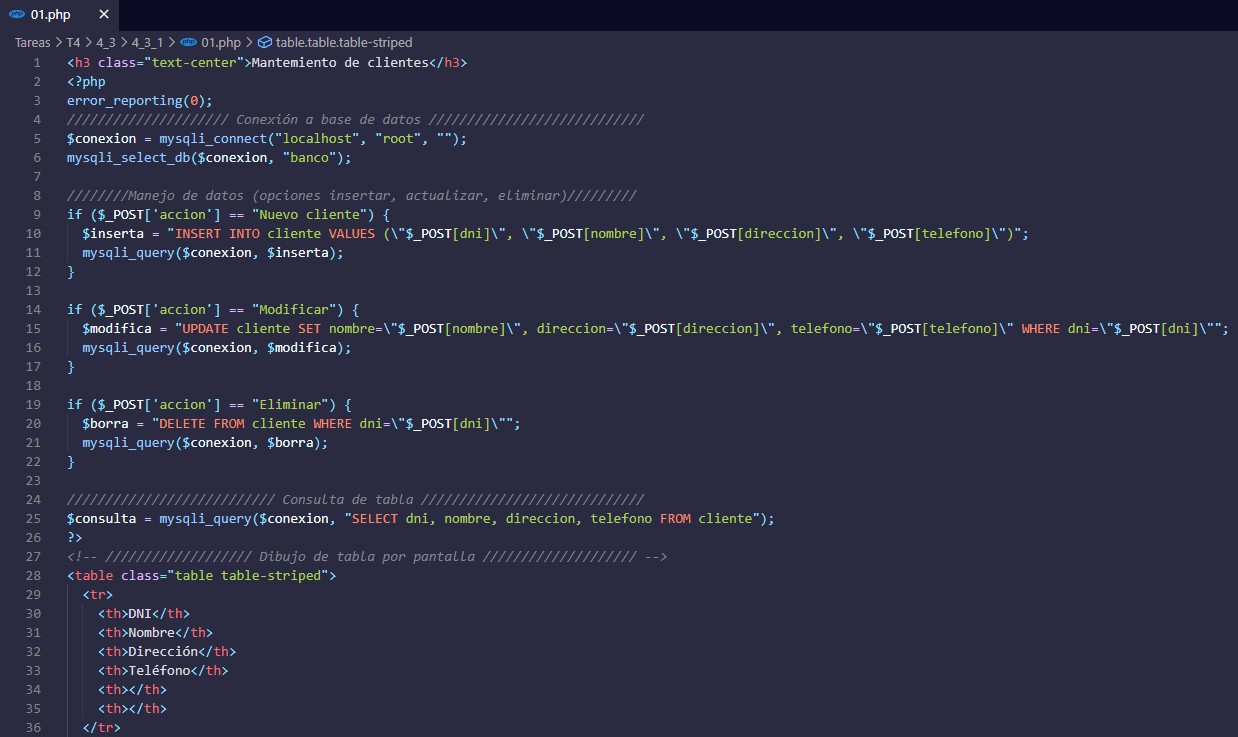 01.php
Tareas > T4 > 4_3 > 4_3_1 > php 01.php > table.table.table-striped
1 <h3 class="text-center">Mantemiento de clientes</h3>
2 <?php
3 error_reporting(0);
4 ///////////////////// Conexión a base de datos ////////////////////////////
5 $conexion = mysqli_connect("localhost", "root", "");
6 mysqli_select_db($conexion, "banco");
7
8 ////////Manejo de datos (opciones insertar, actualizar, eliminar)/////////
9 if ($_POST['accion'] == "Nuevo cliente") {
10 $inserta = "INSERT INTO cliente VALUES (\"$_POST[dni]\", \"$_POST[nombre]\", \"$_POST[direccion]\", \"$_POST[telefono]\")";
11 mysqli_query($conexion, $inserta);
12 }
13
14 if ($_POST['accion'] == "Modificar") {
15 $modifica = "UPDATE cliente SET nombre=\"$_POST[nombre]\", direccion=\"$_POST[direccion]\", telefono=\"$_POST[telefono]\" WHERE dni=\"$_POST[dni]\"";
16 mysqli_query($conexion, $modifica);
17 }
18
19 if ($_POST['accion'] == "Eliminar") {
20 $borra = "DELETE FROM cliente WHERE dni=\"$_POST[dni]\"";
21 mysqli_query($conexion, $borra);
22 }
23
24 /////////////////////////// Consulta de tabla /////////////////////////////
25 $consulta = mysqli_query($conexion, "SELECT dni, nombre, direccion, telefono FROM cliente");
26 ?>
27 <!-- /////////////////// Dibujo de tabla por pantalla //////////////////// -->
28 <table class="table table-striped">
29 <tr>
30 <th>DNI</th>
31 <th>Nombre</th>
32 <th>Dirección</th>
33 <th>Teléfono</th>
34 <th></th>
35 <th></th>
36 </tr>